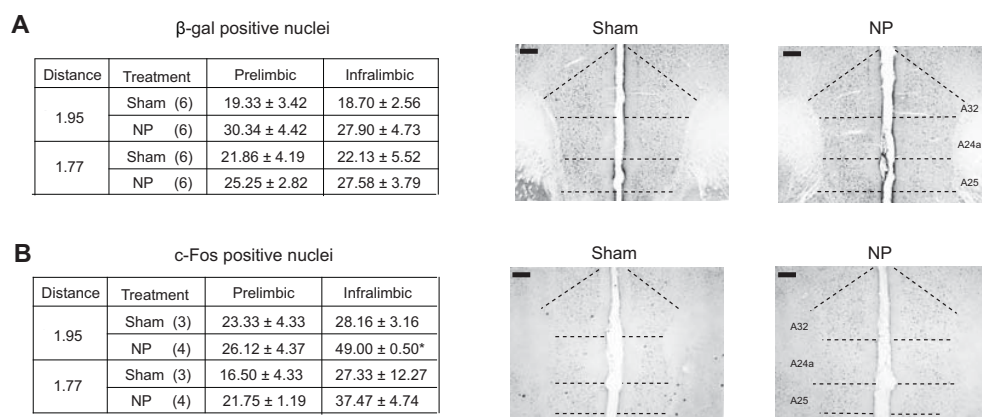 A
β-gal positive nuclei
Distance Treatment Prelimbic Infralimbic
1.95 Sham (6) 19.33 ± 3.42 18.70 ± 2.56
NP (6) 30.34 ± 4.42 27.90 ± 4.73
1.77 Sham (6) 21.86 ± 4.19 22.13 ± 5.52
NP (6) 25.25 ± 2.82 27.58 ± 3.79
Sham
NP
A32
A24a
A25
B
c-Fos positive nuclei
Distance Treatment Prelimbic Infralimbic
1.95 Sham (3) 23.33 ± 4.33 28.16 ± 3.16
NP (4) 26.12 ± 4.37 49.00 ± 0.50*
1.77 Sham (3) 16.50 ± 4.33 27.33 ± 12.27
NP (4) 21.75 ± 1.19 37.47 ± 4.74
Sham
NP
A32
A24a
A25